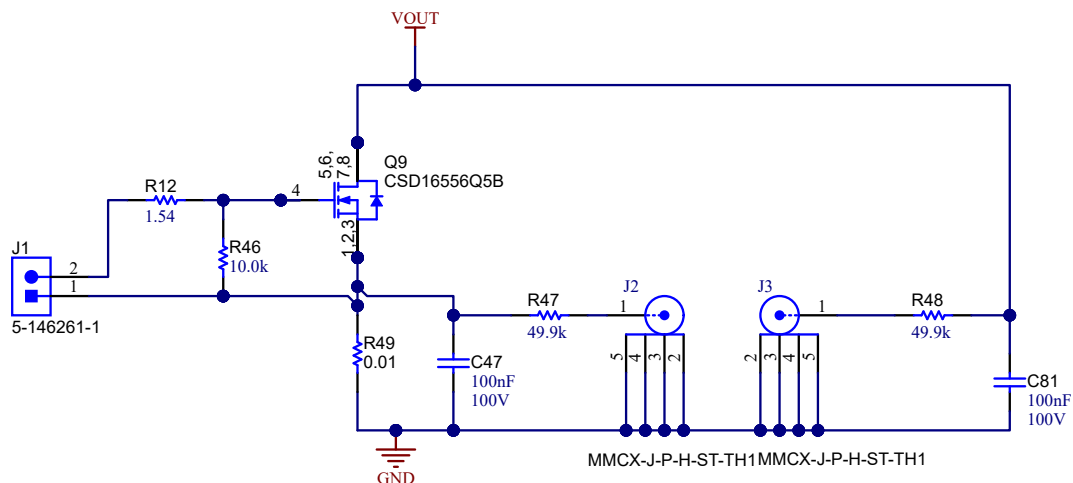 VOUT
5,6,
7,8
Q9
CSD16556Q5B
R12
1.54
4
1,2,3
J1
2
1
5-146261-1
R46
10.0k
R47
49.9k
J2
1
J3
1
R48
49.9k
R49
0.01
C47
100nF
100V
5
4
3
2
2
3
4
5
C81
100nF
100V
MMCX-J-P-H-ST-TH1
MMCX-J-P-H-ST-TH1
GND